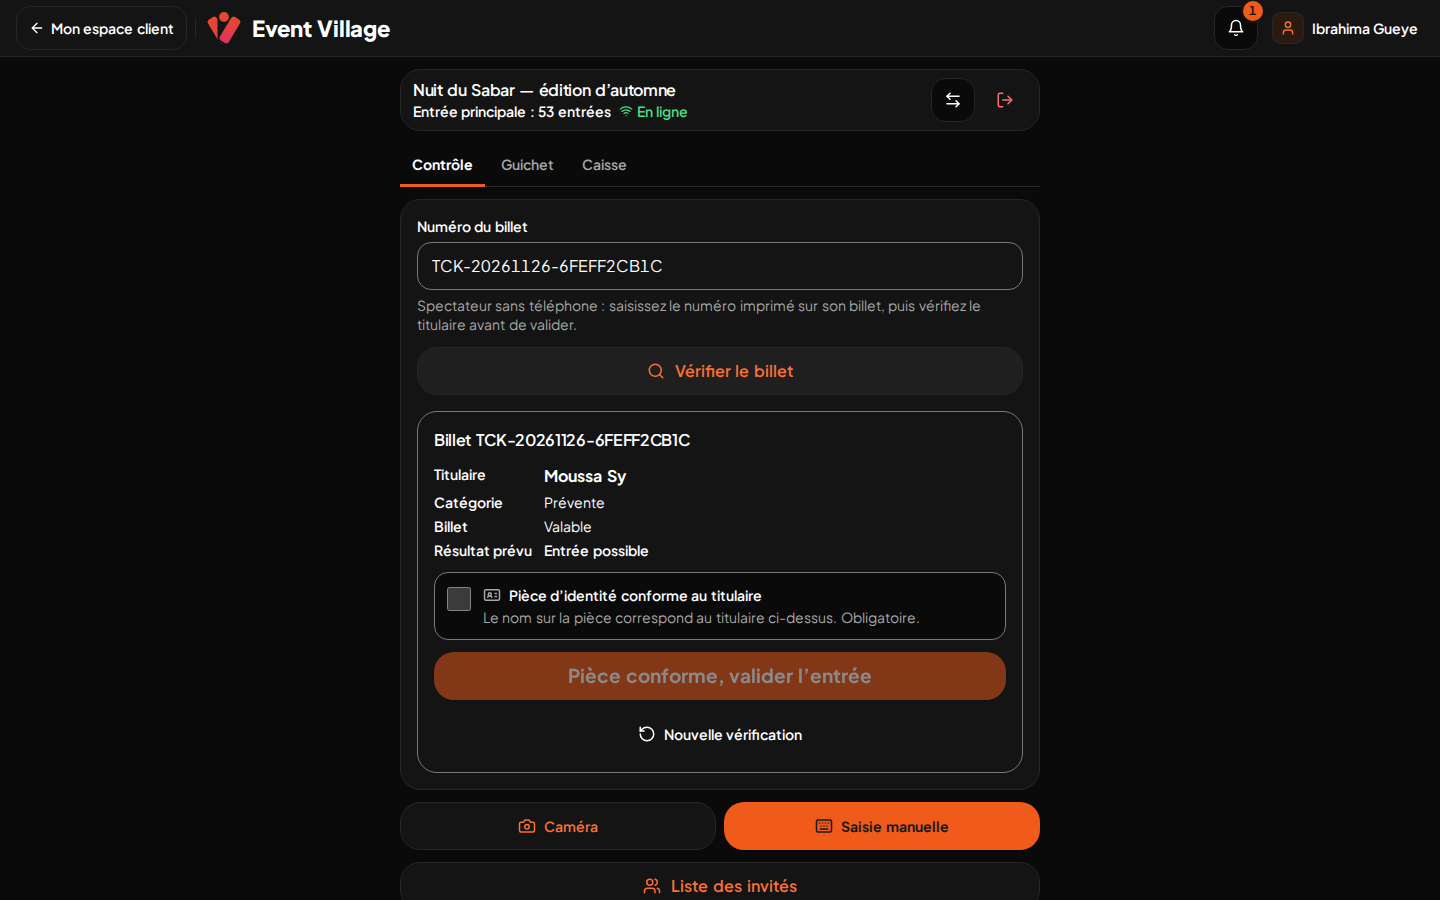 Mon espace client
Event Village
1
Ibrahima Gueye
Nuit du Sabar — édition d’automne
Entrée principale : 53 entrées En ligne
Contrôle Guichet Caisse
Numéro du billet
TCK-20261126-6FEFF2CB1C
Spectateur sans téléphone : saisissez le numéro imprimé sur son billet, puis vérifiez le
titulaire avant de valider.
Vérifier le billet
Billet TCK-20261126-6FEFF2CB1C
Titulaire Moussa Sy
Catégorie Prévente
Billet Valable
Résultat prévu Entrée possible
Pièce d’identité conforme au titulaire
Le nom sur la pièce correspond au titulaire ci-dessus. Obligatoire.
Pièce conforme, valider l’entrée
Nouvelle vérification
Caméra Saisie manuelle
Liste des invités